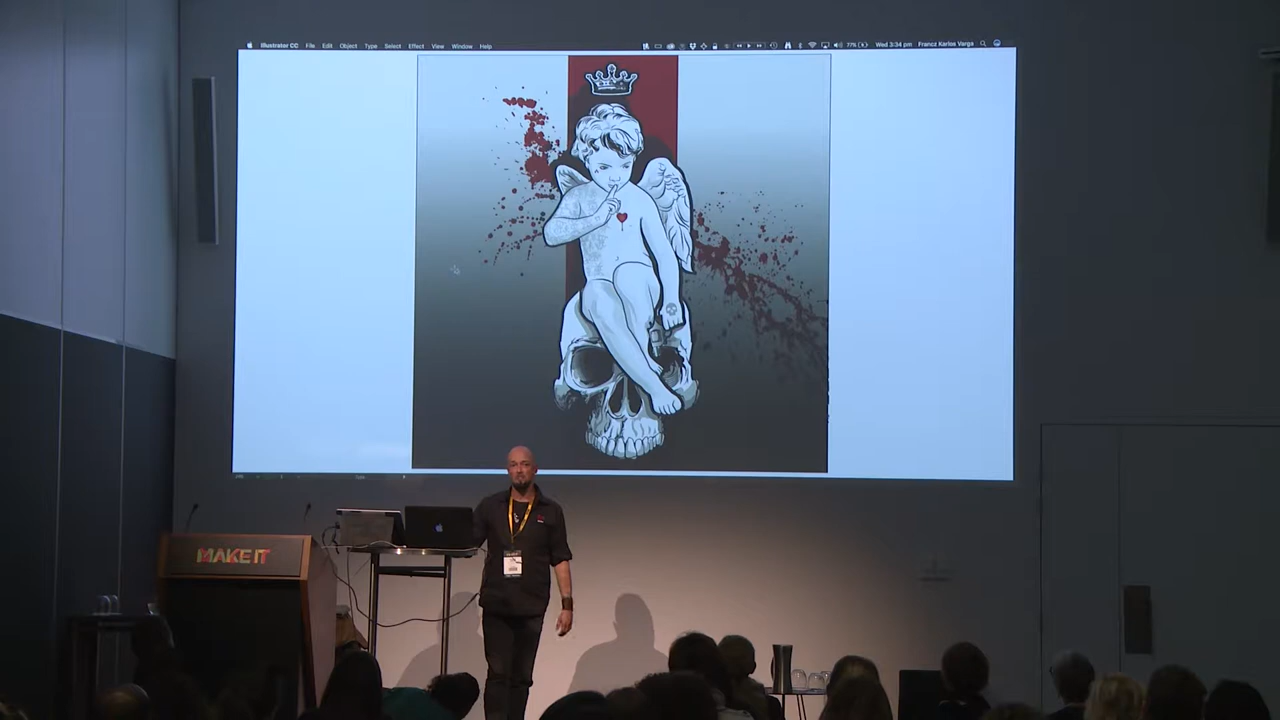 Illustrator CC File Edit Object Type Select Effect View Window Help 77% Wed 3:34 pm Francz Karlos Varga
MAKE IT